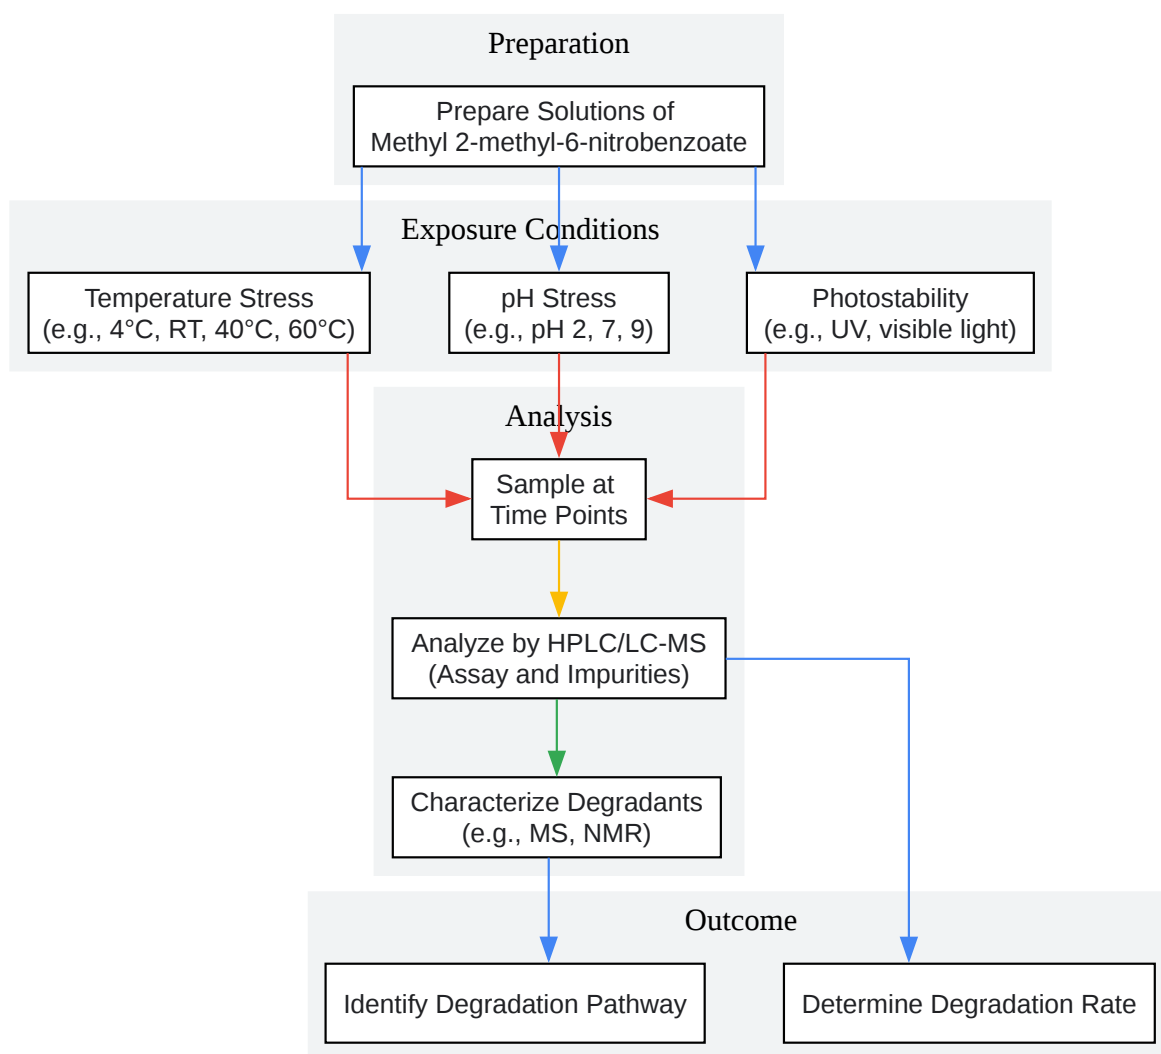 Preparation
Prepare Solutions of
Methyl 2-methyl-6-nitrobenzoate
Exposure Conditions
Temperature Stress
(e.g., 4°C, RT, 40°C, 60°C)
pH Stress
(e.g., pH 2, 7, 9)
Photostability
(e.g., UV, visible light)
Analysis
Sample at
Time Points
Analyze by HPLC/LC-MS
(Assay and Impurities)
Characterize Degradants
(e.g., MS, NMR)
Outcome
Identify Degradation Pathway
Determine Degradation Rate